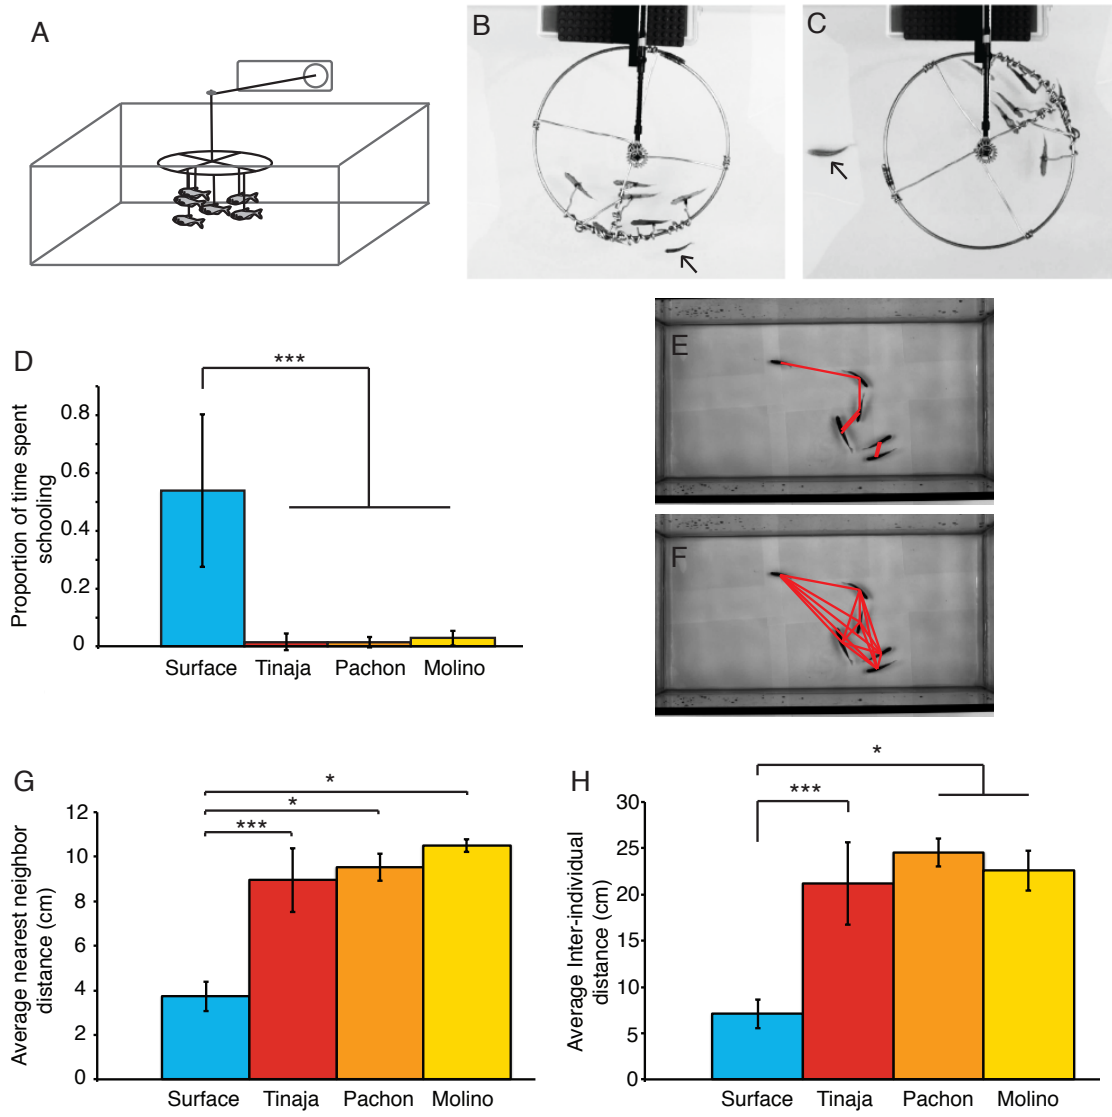 A
B
C
D
***
Proportion of time spent
schooling
0.8
0.6
0.4
0.2
0
Surface
Tinaja
Pachon
Molino
E
F
G
*
*
***
Average nearest neighbor
distance (cm)
12
10
8
6
4
2
0
Surface
Tinaja
Pachon
Molino
H
*
***
Average Inter-individual
distance (cm)
30
25
20
15
10
5
0
Surface
Tinaja
Pachon
Molino